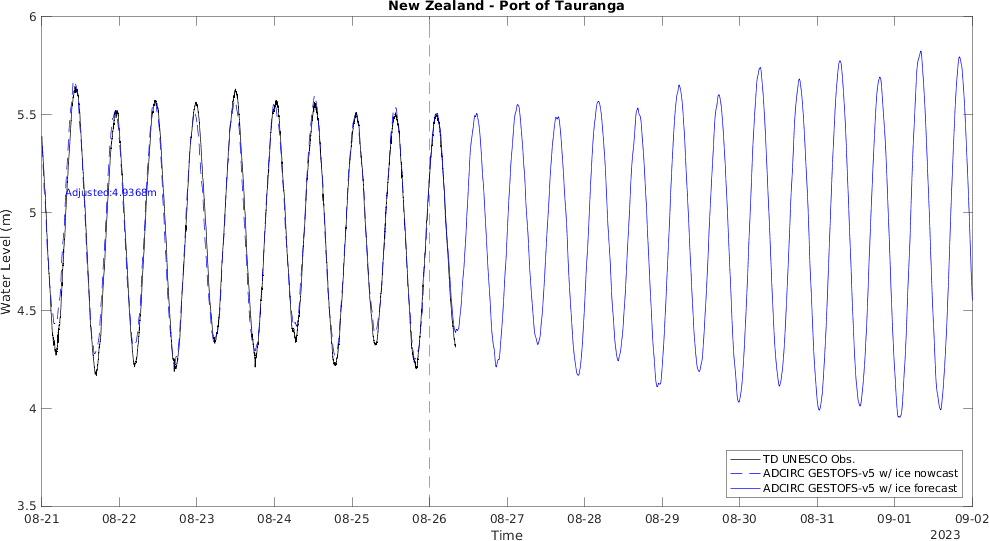 New Zealand - Port of Tauranga
6
5.5
5
4.5
4
3.5
Water Level (m)
Adjusted:4.9368m
TD UNESCO Obs.
ADCIRC GESTOFS-v5 w/ ice nowcast
ADCIRC GESTOFS-v5 w/ ice forecast
08-21 08-22 08-23 08-24 08-25 08-26 08-27 08-28 08-29 08-30 08-31 09-01 09-02
Time
2023